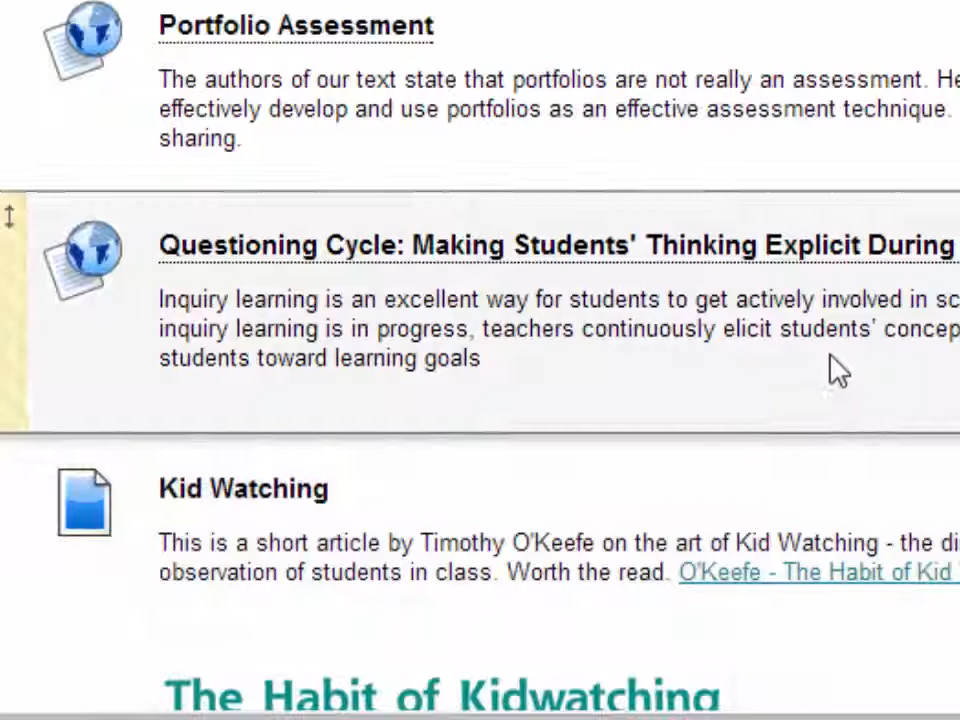 Portfolio Assessment
The authors of our text state that portfolios are not really an assessment.
effectively develop and use portfolios as an effective assessment technique.
sharing.
Questioning Cycle: Making Students' Thinking Explicit During
Inquiry learning is an excellent way for students to get actively involved in
inquiry learning is in progress, teachers continuously elicit students'
students toward learning goals
Kid Watching
This is a short article by Timothy O'Keefe on the art of Kid Watching - the
observation of students in class. Worth the read. O'Keefe - The Habit of Kid
The Habit of Kidwatching